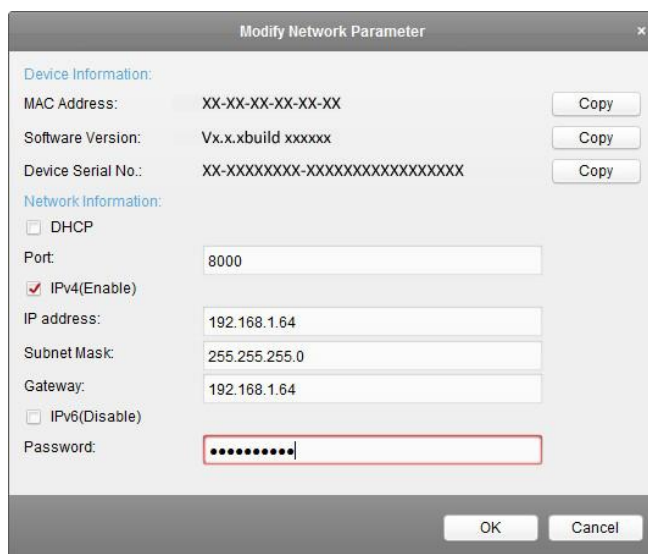 Modify Network Parameter ×
Device Information:
MAC Address: XX-XX-XX-XX-XX-XX Copy
Software Version: Vx.x.xbuild xxxxxx Copy
Device Serial No.: XX-XXXXXXXX-XXXXXXXXXXXXXXXXX Copy
Network Information:
DHCP
Port: 8000
IPv4(Enable)
IP address: 192.168.1.64
Subnet Mask: 255.255.255.0
Gateway: 192.168.1.64
IPv6(Disable)
Password: ●●●●●●●●●●
OK Cancel